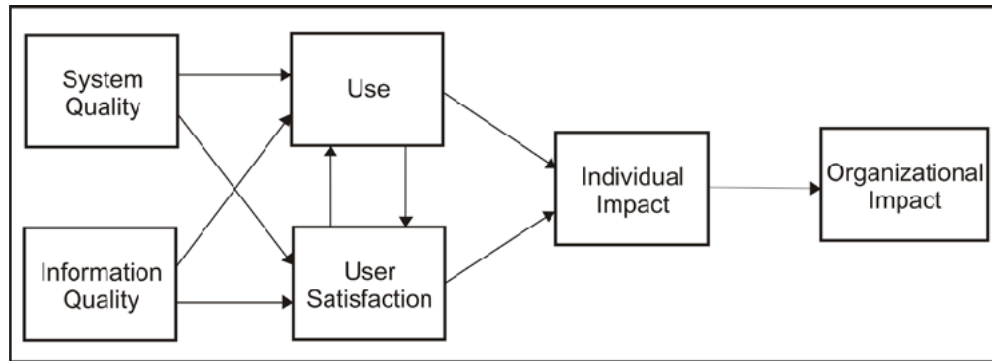 System
Quality
Use
Individual
Impact
Organizational
Impact
Information
Quality
User
Satisfaction